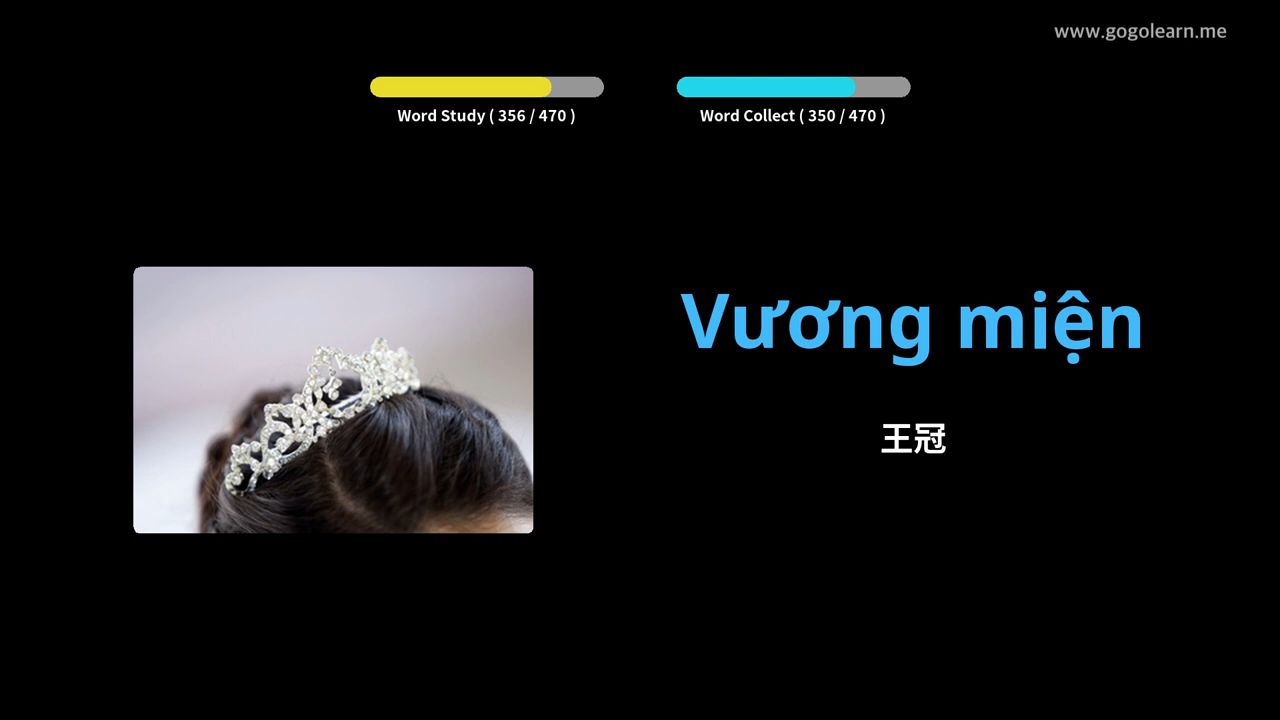 www.gogolearn.me
Word Study ( 356 / 470 )
Word Collect ( 350 / 470 )
Vương miện
王冠